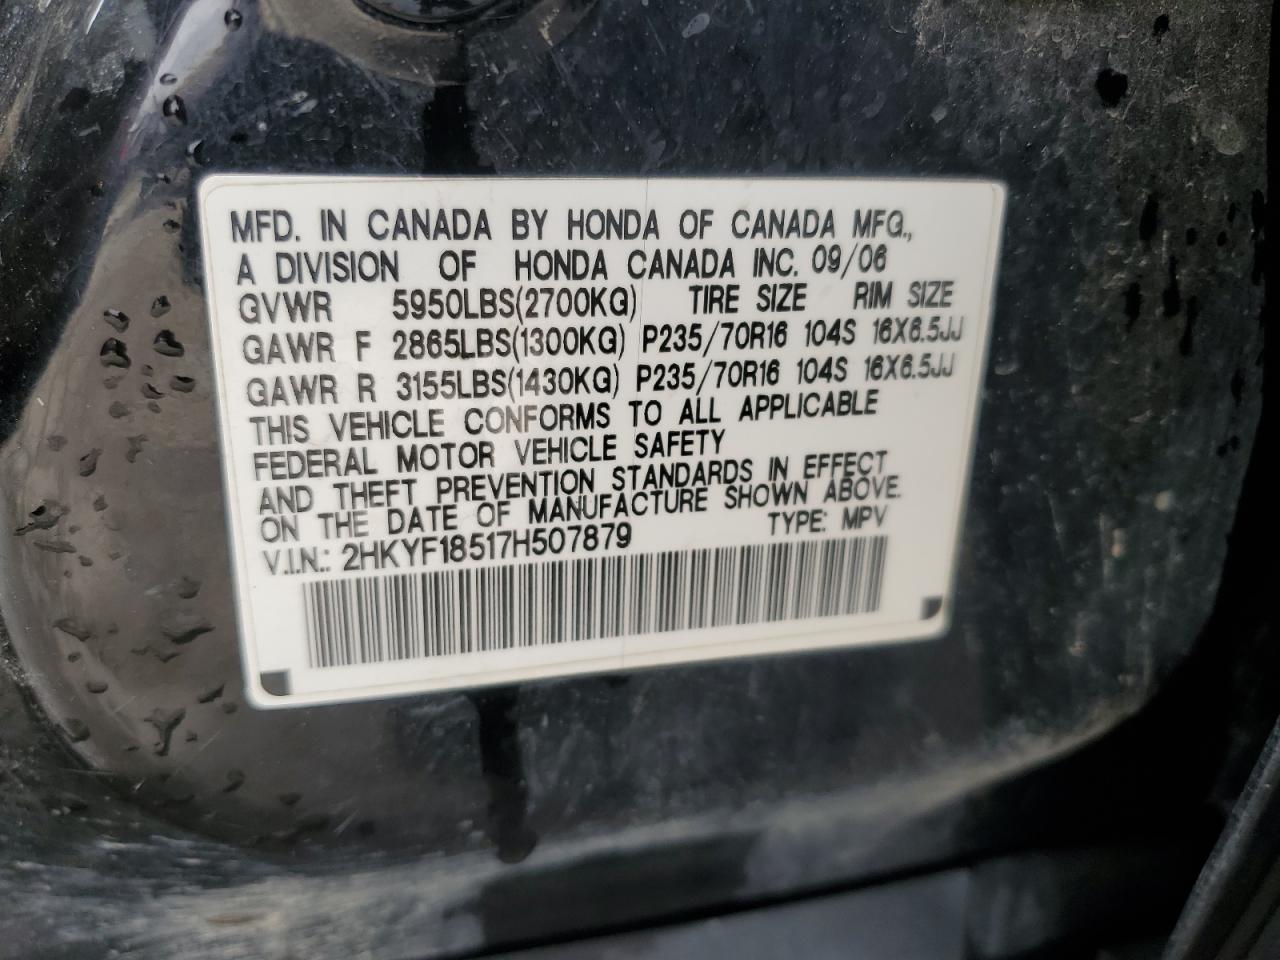 MFD. IN CANADA BY HONDA OF CANADA MFG.,
A DIVISION OF HONDA CANADA INC. 09/06
GVWR 5950LBS(2700KG) TIRE SIZE RIM SIZE
GAWR F 2865LBS(1300KG) P235/70R16 104S 16X6.5JJ
GAWR R 3155LBS(1430KG) P235/70R16 104S 16X6.5JJ
THIS VEHICLE CONFORMS TO ALL APPLICABLE
FEDERAL MOTOR VEHICLE SAFETY
AND THEFT PREVENTION STANDARDS IN EFFECT
ON THE DATE OF MANUFACTURE SHOWN ABOVE.
V.I.N.: 2HKYF18517H507879 TYPE: MPV